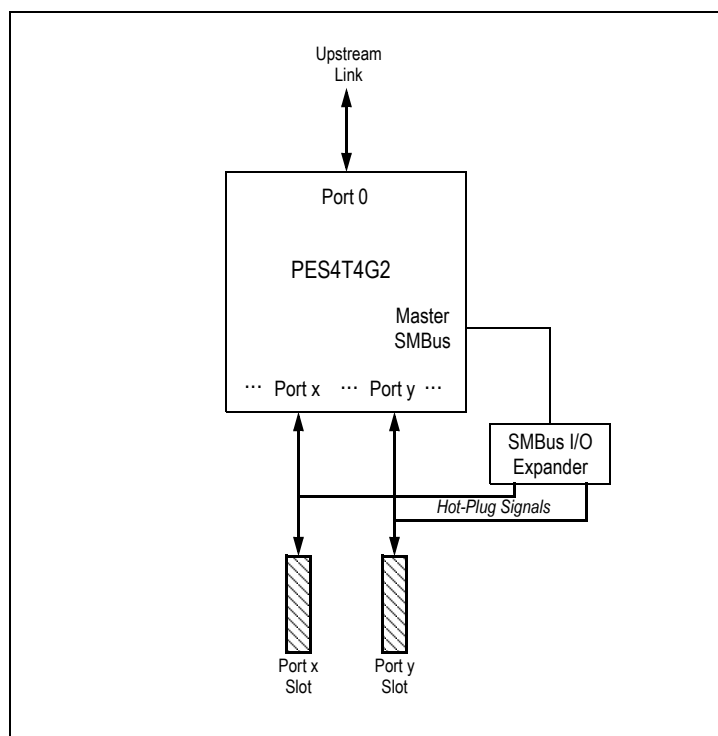 Upstream
Link
Port 0
PES4T4G2
Master
SMBus
... Port x ... Port y ...
SMBus I/O
Expander
Hot-Plug Signals
Port x
Slot
Port y
Slot